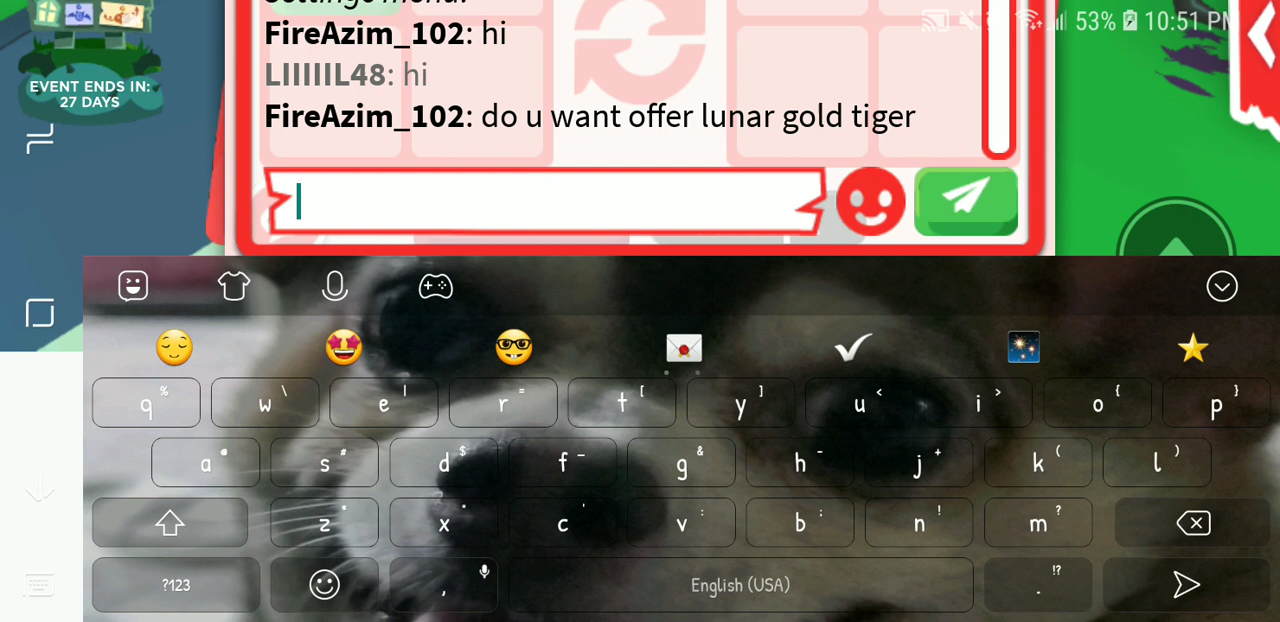 settings menu.
FireAzim_102: hi
LIIIIIL48: hi
FireAzim_102: do u want offer lunar gold tiger
53% 10:51 PM
EVENT ENDS IN:
27 DAYS
q % w \ e | r = t [ y ] u < i > o { p }
a @ s # d $ f _ g & h - j + k ( l )
z * x " c ' v : b ; n ! m ?
?123 , English (USA) . !?